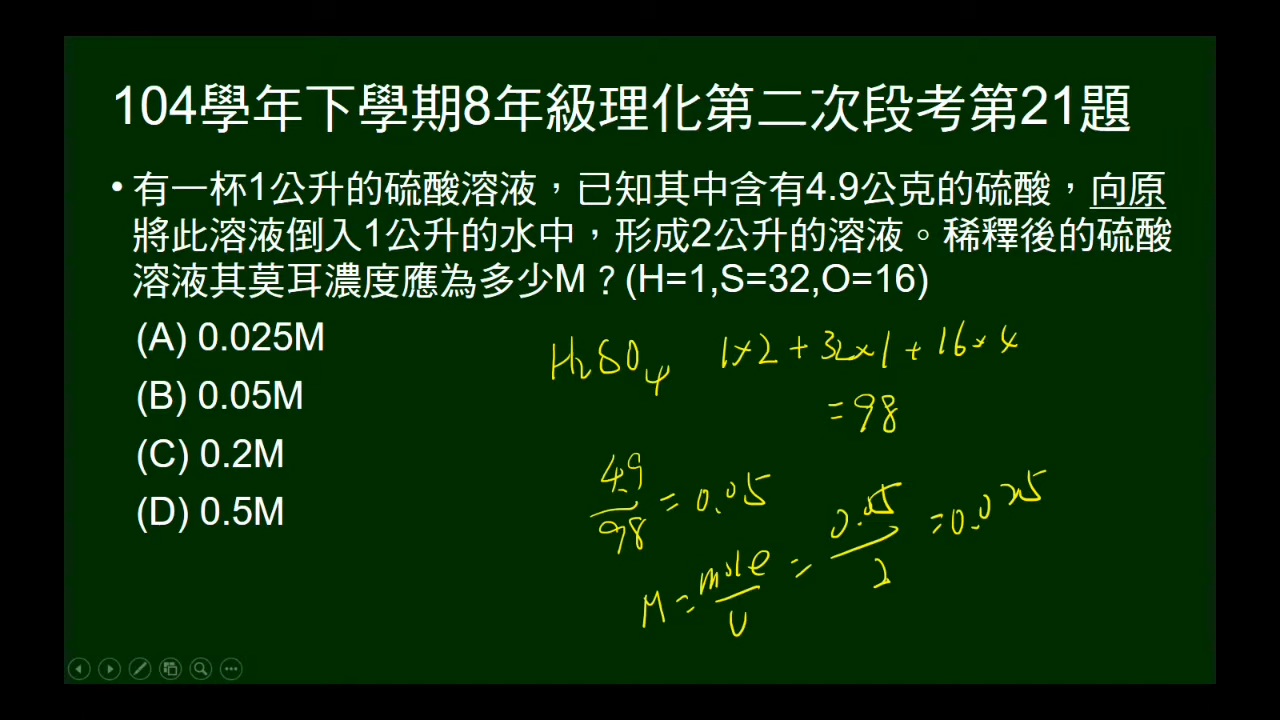 104學年下學期8年級理化第二次段考第21題
• 有一杯1公升的硫酸溶液，已知其中含有4.9公克的硫酸，向原
將此溶液倒入1公升的水中，形成2公升的溶液。稀釋後的硫酸
溶液其莫耳濃度應為多少M？(H=1,S=32,O=16)
(A) 0.025M
(B) 0.05M
(C) 0.2M
(D) 0.5M
H₂SO₄ 1×2+32×1+16×4
=98
4.9/98=0.05
M=mole/V=0.05/2=0.025